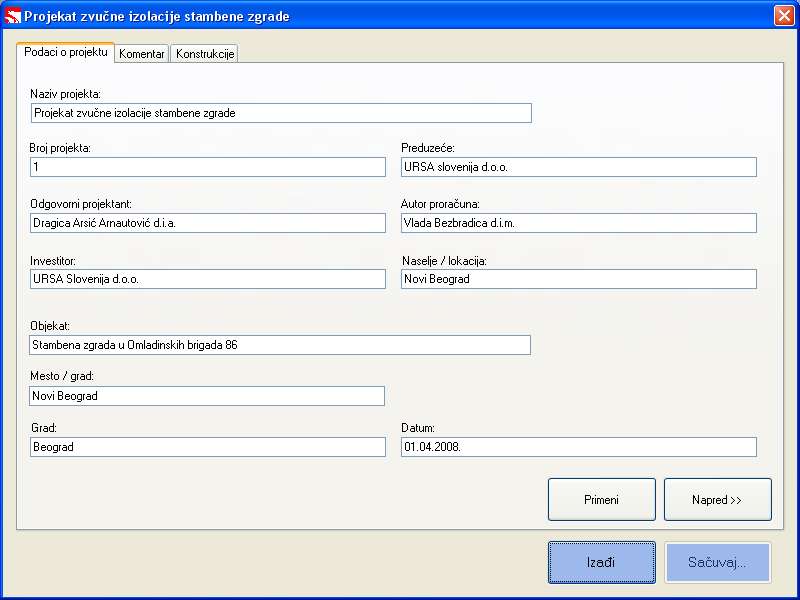 Projekat zvučne izolacije stambene zgrade
Podaci o projektu Komentar Konstrukcije
Naziv projekta:
Projekat zvučne izolacije stambene zgrade
Broj projekta: Preduzeće:
1 URSA slovenija d.o.o.
Odgovorni projektant: Autor proračuna:
Dragica Arsić Arnautović d.i.a. Vlada Bezbradica d.i.m.
Investitor: Naselje / lokacija:
URSA Slovenija d.o.o. Novi Beograd
Objekat:
Stambena zgrada u Omladinskih brigada 86
Mesto / grad:
Novi Beograd
Grad: Datum:
Beograd 01.04.2008.
Primeni Napred >>
Izađi Sačuvaj...